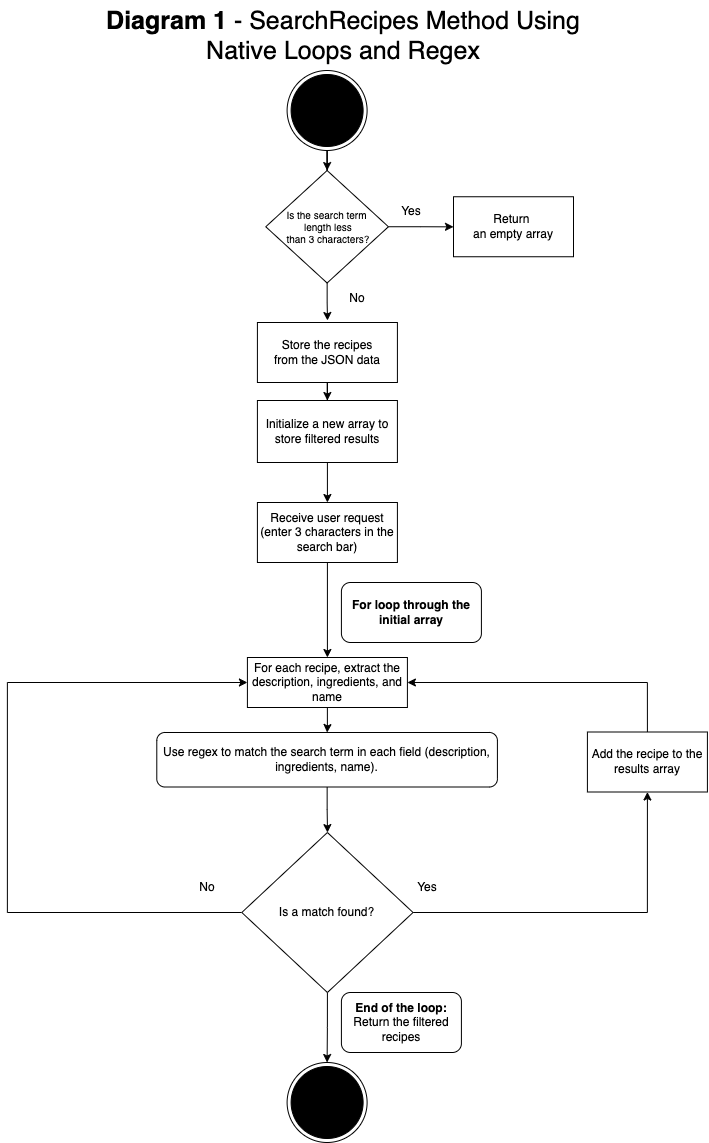 Diagram 1 - SearchRecipes Method Using
Native Loops and Regex
Is the search term
length less
than 3 characters?
Yes
Return
an empty array
No
Store the recipes
from the JSON data
Initialize a new array to
store filtered results
Receive user request
(enter 3 characters in the
search bar)
For loop through the
initial array
For each recipe, extract the
description, ingredients, and
name
Use regex to match the search term in each field (description,
ingredients, name).
Add the recipe to the
results array
No
Yes
Is a match found?
End of the loop:
Return the filtered
recipes